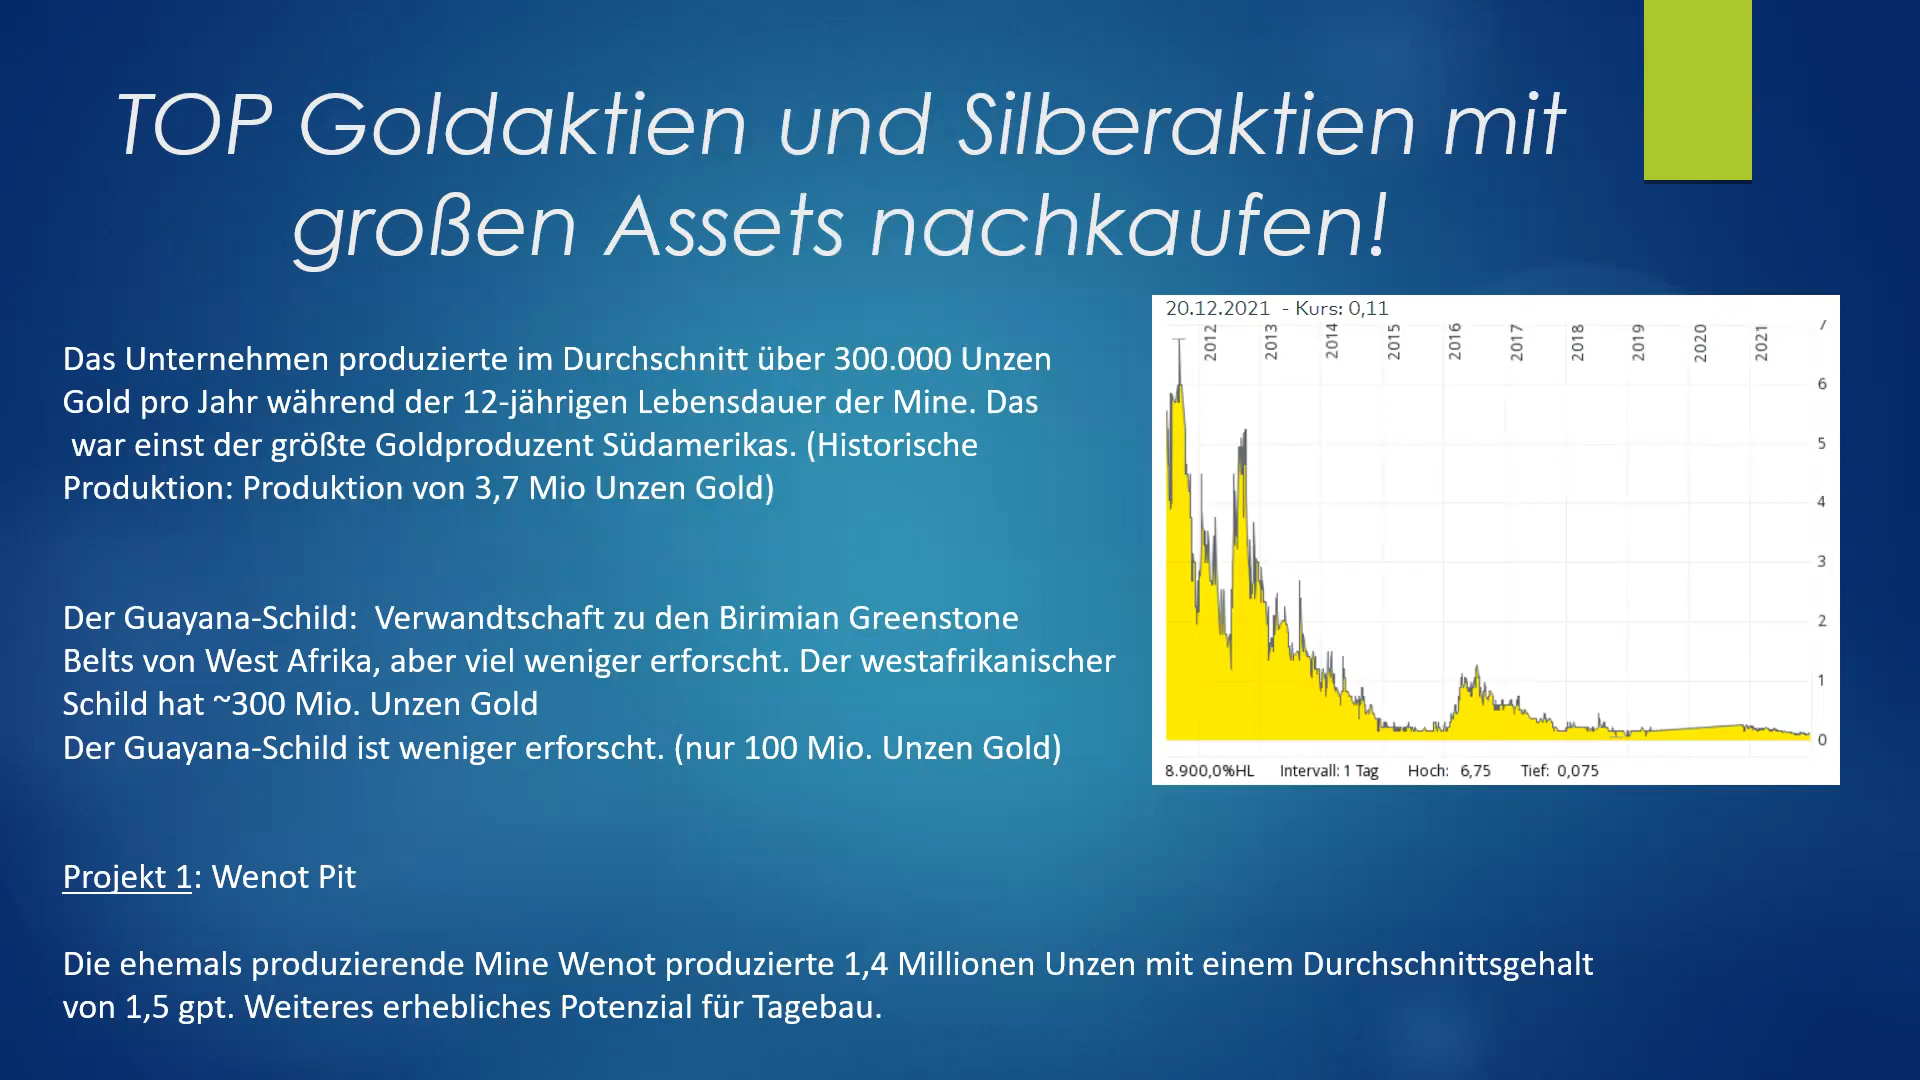 TOP Goldaktien und Silberaktien mit
großen Assets nachkaufen!
Das Unternehmen produzierte im Durchschnitt über 300.000 Unzen
Gold pro Jahr während der 12-jährigen Lebensdauer der Mine. Das
war einst der größte Goldproduzent Südamerikas. (Historische
Produktion: Produktion von 3,7 Mio Unzen Gold)
Der Guayana-Schild:  Verwandtschaft zu den Birimian Greenstone
Belts von West Afrika, aber viel weniger erforscht. Der westafrikanischer
Schild hat ~300 Mio. Unzen Gold
Der Guayana-Schild ist weniger erforscht. (nur 100 Mio. Unzen Gold)
Projekt 1: Wenot Pit
Die ehemals produzierende Mine Wenot produzierte 1,4 Millionen Unzen mit einem Durchschnittsgehalt
von 1,5 gpt. Weiteres erhebliches Potenzial für Tagebau.
20.12.2021 - Kurs: 0,11
2012 2013 2014 2015 2016 2017 2018 2019 2020 2021
7
6
5
4
3
2
1
0
8.900,0%HL Intervall: 1 Tag Hoch: 6,75 Tief: 0,075